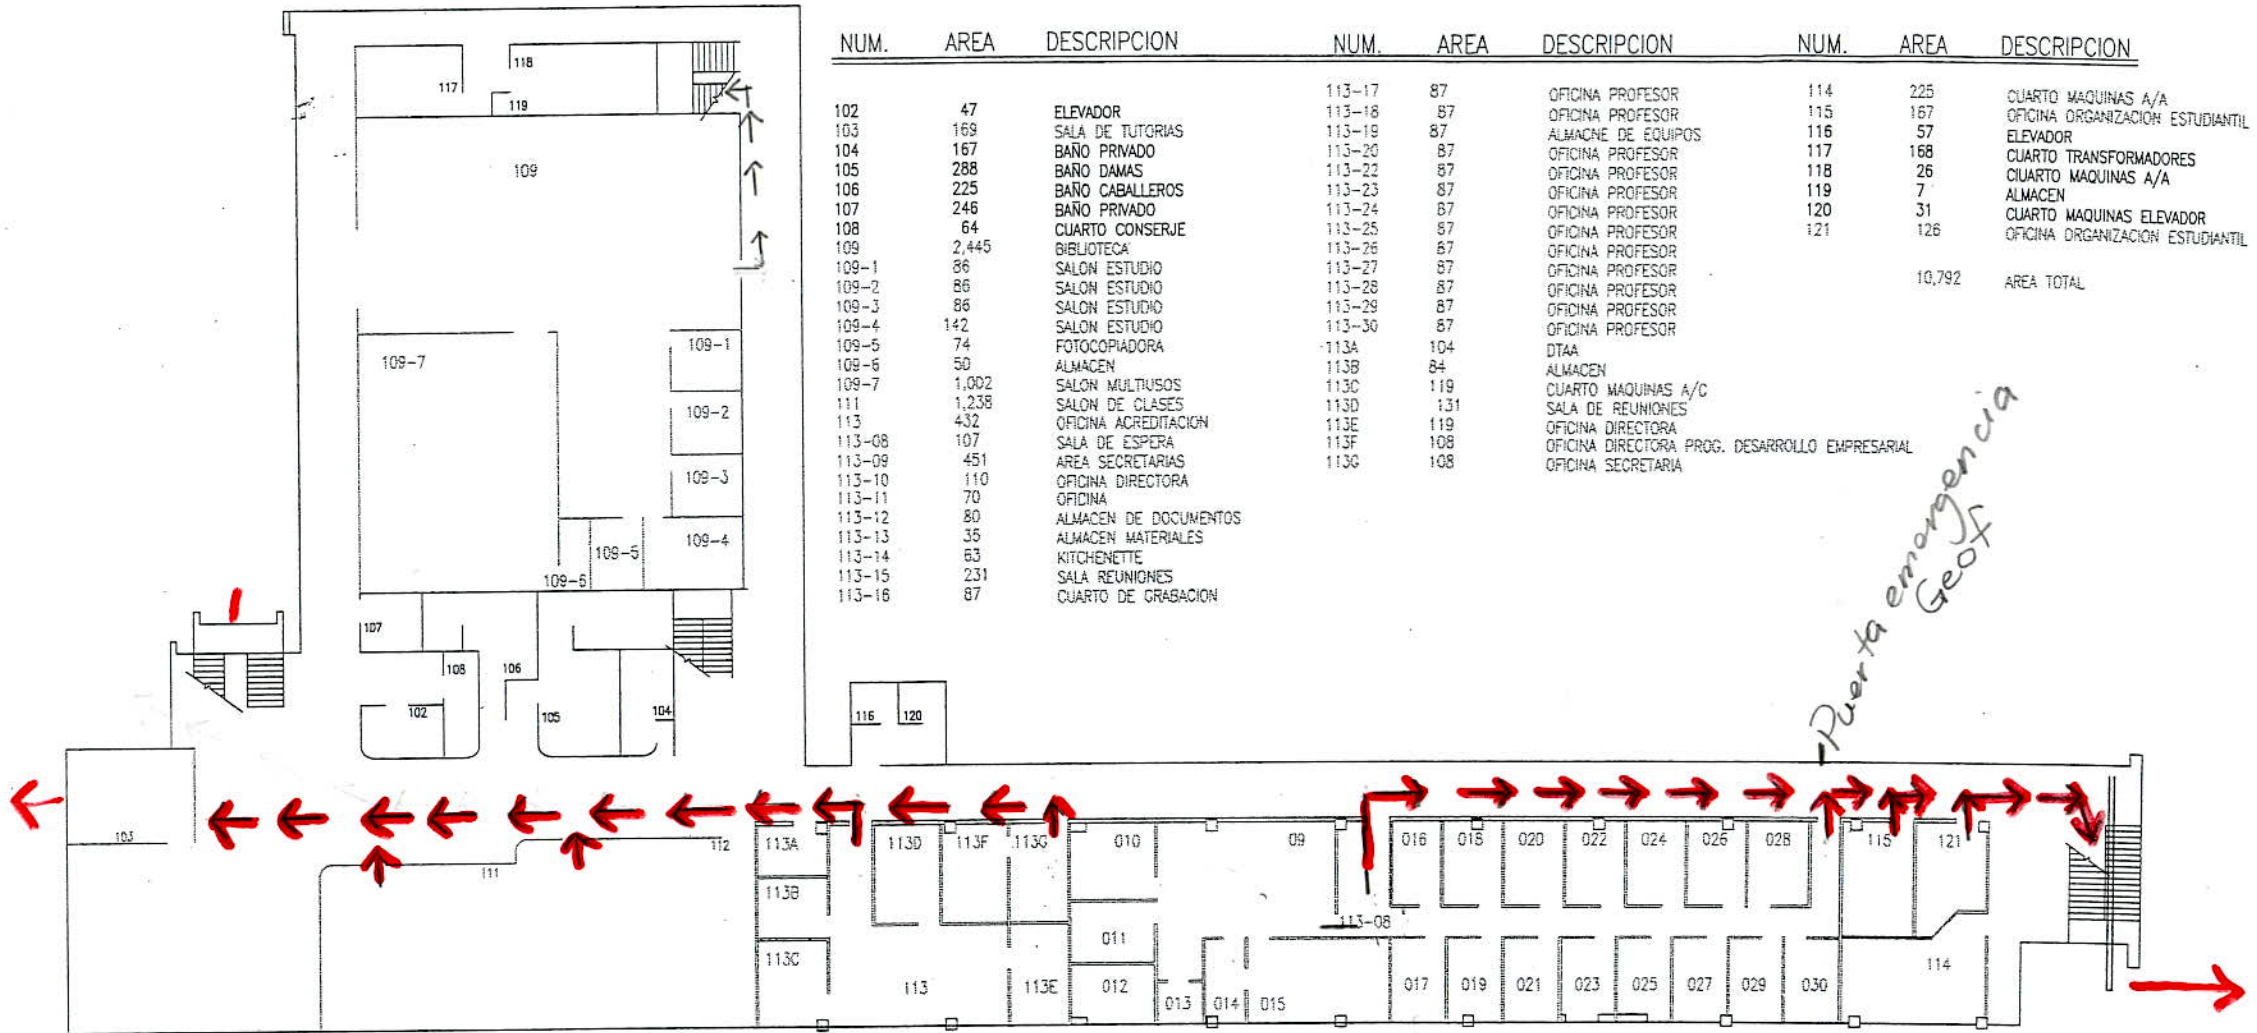 NUM. AREA DESCRIPCION NUM. AREA DESCRIPCION NUM. AREA DESCRIPCION
102 47 ELEVADOR
103 169 SALA DE TUTORIAS
104 167 BAÑO PRIVADO
105 288 BAÑO DAMAS
106 225 BAÑO CABALLEROS
107 246 BAÑO PRIVADO
108 64 CUARTO CONSERJE
109 2,445 BIBLIOTECA
109-1 86 SALON ESTUDIO
109-2 86 SALON ESTUDIO
109-3 86 SALON ESTUDIO
109-4 142 SALON ESTUDIO
109-5 74 FOTOCOPIADORA
109-6 50 ALMACEN
109-7 1,002 SALON MULTIUSOS
111 1,238 SALON DE CLASES
113 432 OFICINA ACREDITACION
113-08 107 SALA DE ESPERA
113-09 451 AREA SECRETARIAS
113-10 110 OFICINA DIRECTORA
113-11 70 OFICINA
113-12 80 ALMACEN DE DOCUMENTOS
113-13 35 ALMACEN MATERIALES
113-14 63 KITCHENETTE
113-15 231 SALA REUNIONES
113-16 87 CUARTO DE GRABACION
113-17 87 OFICINA PROFESOR
113-18 87 OFICINA PROFESOR
113-19 87 ALMACNE DE EQUIPOS
113-20 87 OFICINA PROFESOR
113-22 87 OFICINA PROFESOR
113-23 87 OFICINA PROFESOR
113-24 87 OFICINA PROFESOR
113-25 87 OFICINA PROFESOR
113-26 87 OFICINA PROFESOR
113-27 87 OFICINA PROFESOR
113-28 87 OFICINA PROFESOR
113-29 87 OFICINA PROFESOR
113-30 87 OFICINA PROFESOR
113A 104 DTAA
113B 84 ALMACEN
113C 119 CUARTO MAQUINAS A/C
113D 131 SALA DE REUNIONES
113E 119 OFICINA DIRECTORA
113F 108 OFICINA DIRECTORA PROG. DESARROLLO EMPRESARIAL
113G 108 OFICINA SECRETARIA
114 225 CUARTO MAQUINAS A/A
115 167 OFICINA ORGANIZACION ESTUDIANTIL
116 57 ELEVADOR
117 168 CUARTO TRANSFORMADORES
118 26 CIUARTO MAQUINAS A/A
119 7 ALMACEN
120 31 CUARTO MAQUINAS ELEVADOR
121 126 OFICINA ORGANIZACION ESTUDIANTIL
10,792 AREA TOTAL
118
117
119
109
109-1
109-7
109-2
109-3
109-4
109-5
109-6
107
108
106
102
105
104
116 120
Puerta emergencia
Geof
103
111
112
113A 113D 113F 113G 010 09 016 018 020 022 024 026 028 115 121
113B
113-08
011
113C
113 113E 012 013 014 015 017 019 021 023 025 027 029 030 114